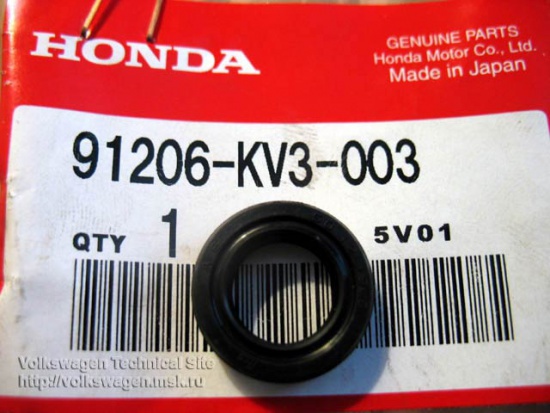 HONDA
GENUINE PARTS
Honda Motor Co., Ltd.
Made in Japan
91206-KV3-003
QTY 1 5V01
Volkswagen Technical Site
http://volkswagen.msk.ru